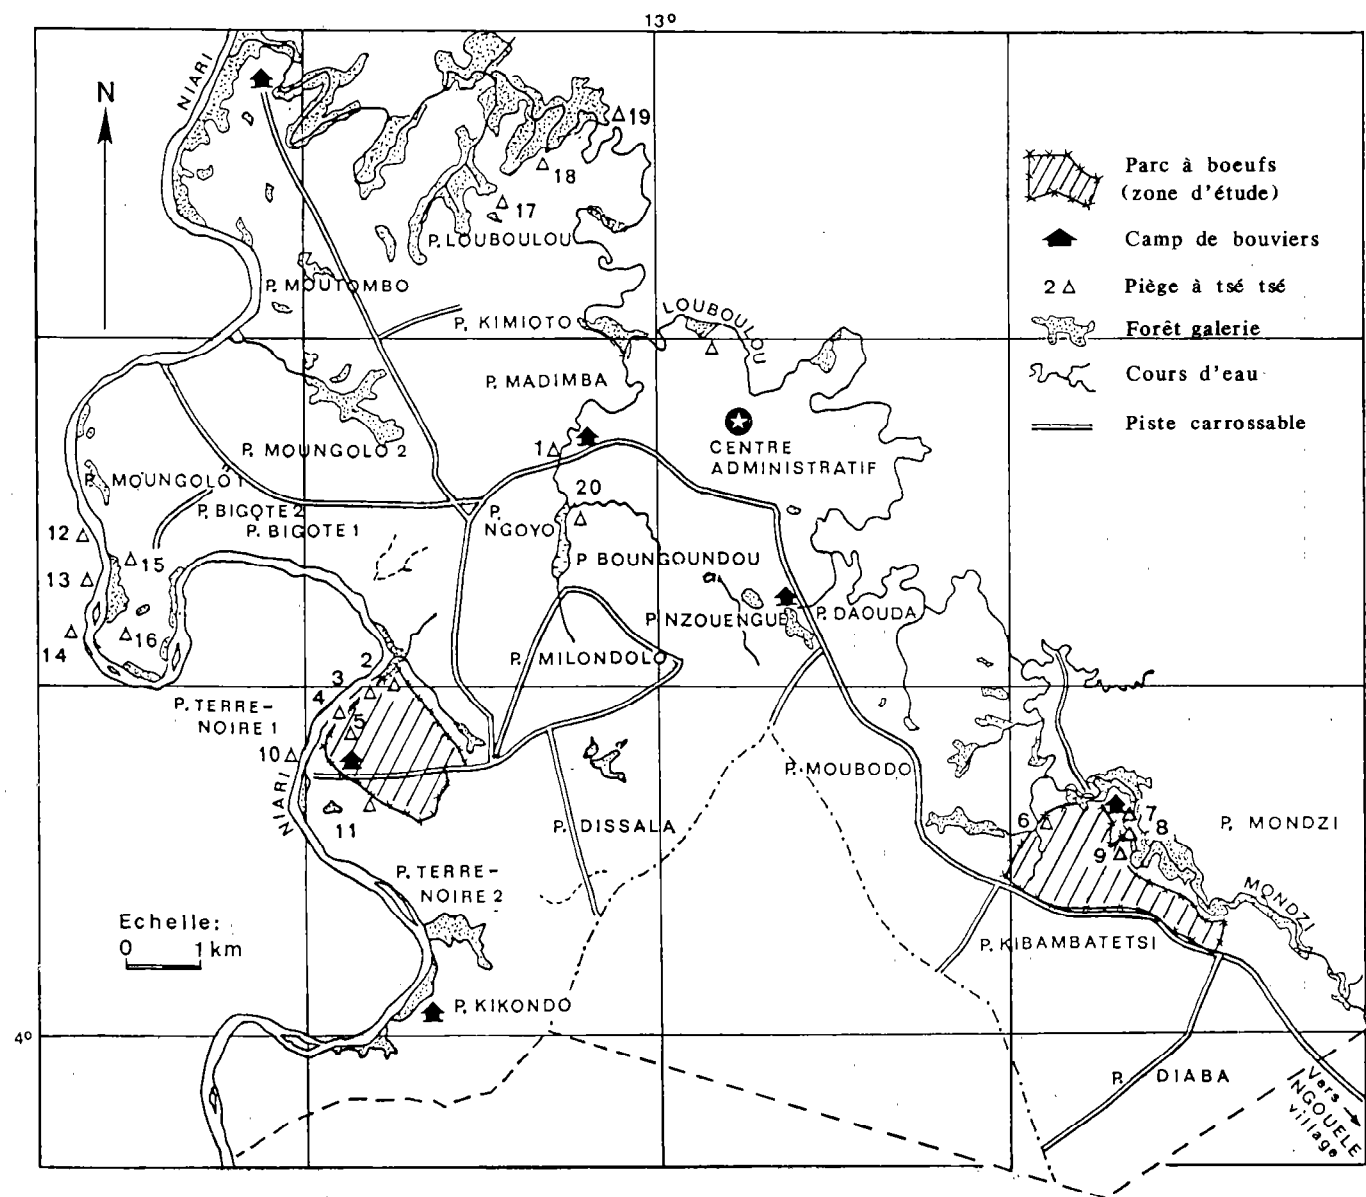 13°
N
NIARI
19
18
17
P. LOUBOULOU
P. MOUTOMBO
P. KIMIOTO
LOUBOULOU
P. MADIMBA
Parc à boeufs
(zone d'étude)
Camp de bouviers
2
Piège à tsé tsé
Forêt galerie
Cours d'eau
Piste carrossable
P. MOUNGOLO 2
1
CENTRE
ADMINISTRATIF
P. MOUNGOLO 1
P. BIGOTE 2
P. BIGOTE 1
20
P.
NGOYO
12
15
13
P BOUNGOUNDOU
P. NZOUENGUE
P. DAOUDA
16
14
2
3
4
5
P. MILONDOLO
P. TERRE-
NOIRE 1
10
NIARI
11
P. MOUBODO
P. DISSALA
6
7
8
9
P. MONDZI
MONDZI
P. TERRE-
NOIRE 2
Echelle:
0 1km
P. KIBAMBATETSI
P. KIKONDO
4°
P. DIABA
Vers
NGOUELE
village